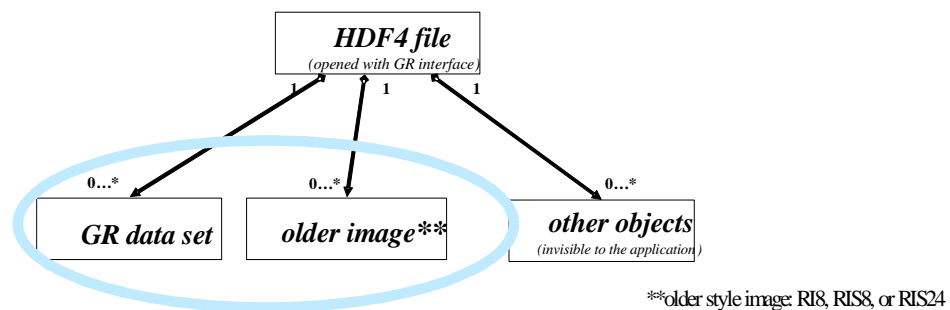 HDF4 file
(opened with GR interface)
1 1 1
0…* 0…* 0…*
GR data set older image** other objects
(invisible to the application)
**older style image: RI8, RIS8, or RIS24